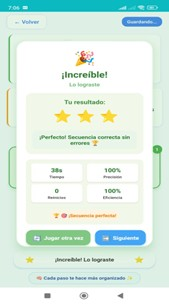 7:06
← Volver
Guardando...
¡Increíble!
Lo lograste
Tu resultado:
¡Perfecto! Secuencia correcta sin
errores 🏆
38s
Tiempo
100%
Precisión
0
Reinicios
100%
Eficiencia
🏆 🎯 ¡Secuencia perfecta!
🔄 Jugar otra vez
➡️ Siguiente
⭐ ¡Increíble! Lo lograste ⭐
Cada paso te hace más organizado ✨